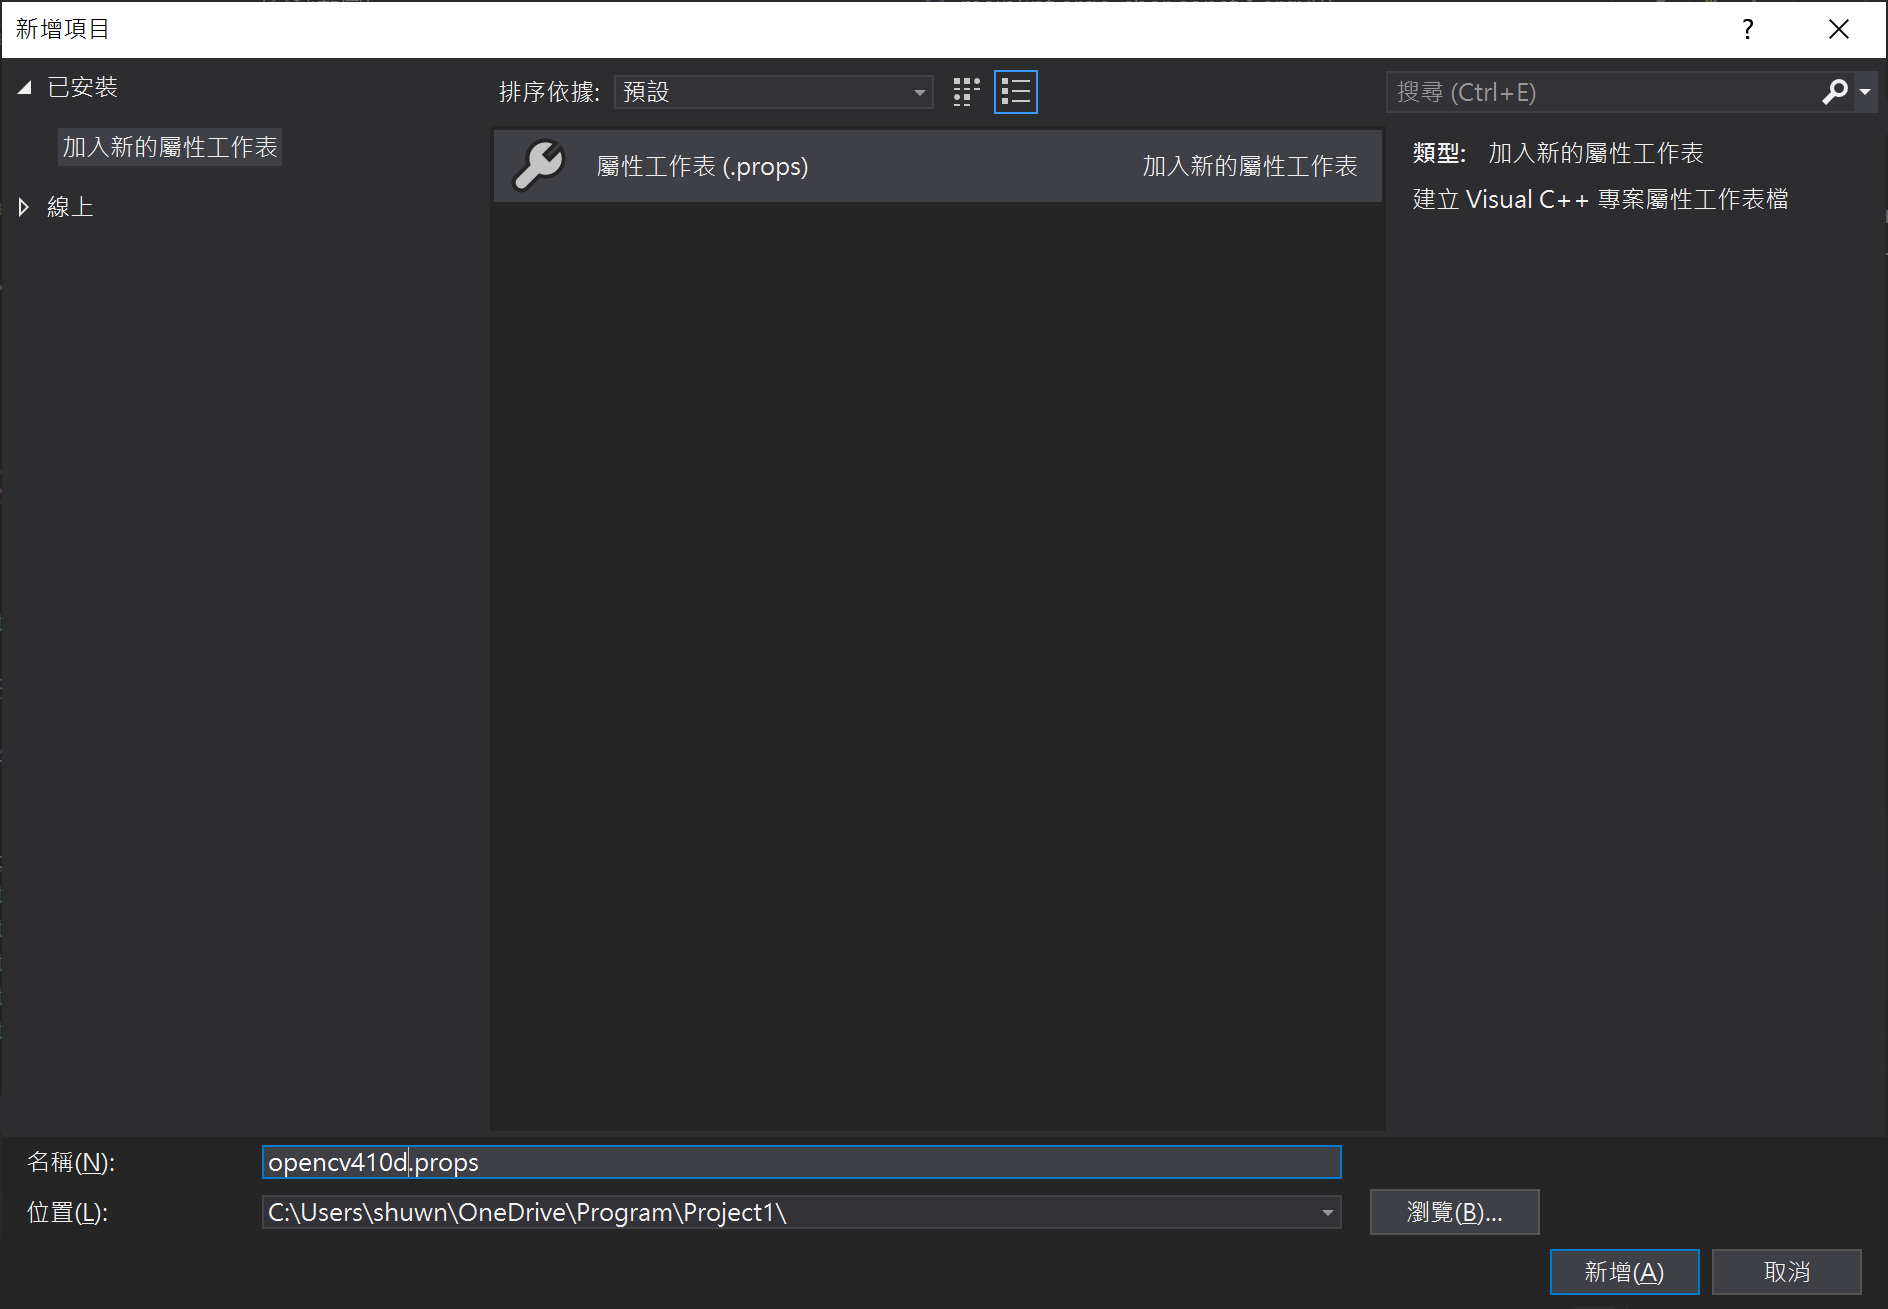 新增項目
?
已安裝
加入新的屬性工作表
線上
排序依據: 預設
屬性工作表 (.props) 加入新的屬性工作表
搜尋 (Ctrl+E)
類型: 加入新的屬性工作表
建立 Visual C++ 專案屬性工作表檔
名稱(N): opencv410d.props
位置(L): C:\Users\shuwn\OneDrive\Program\Project1\
瀏覽(B)...
新增(A) 取消